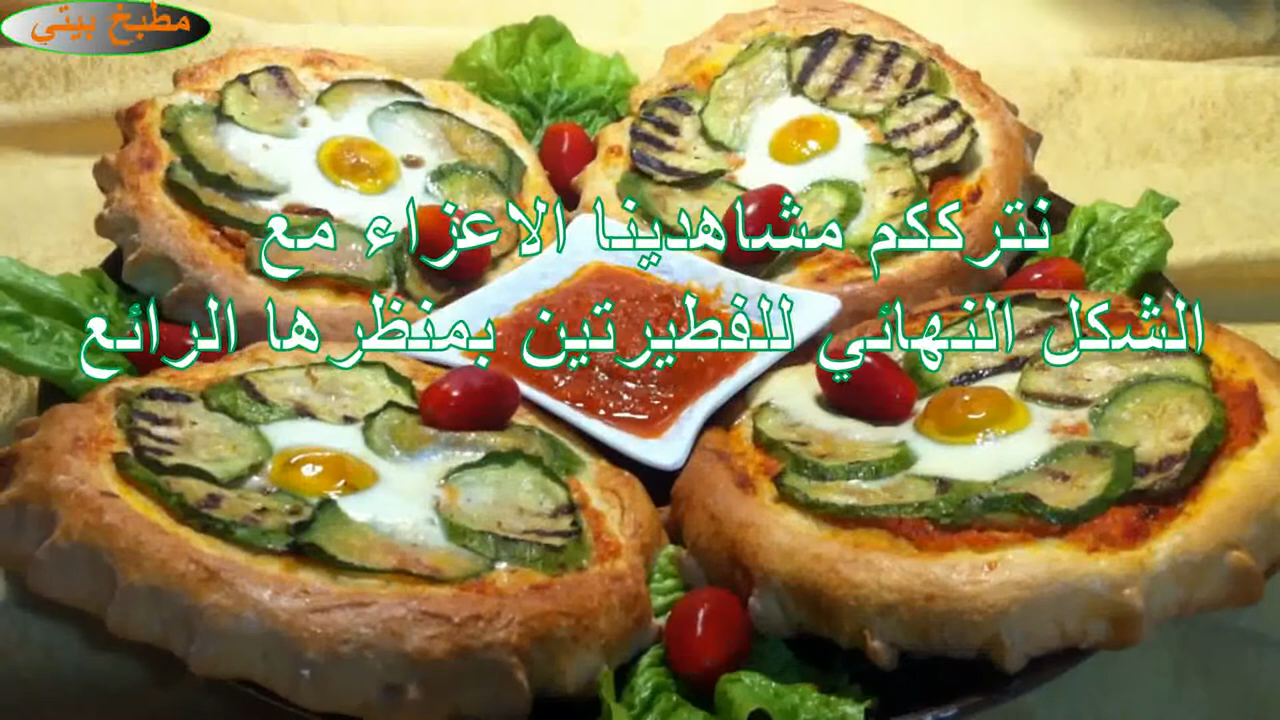 مطبخ بيتي
نترككم مشاهدينا الاعزاء مع
الشكل النهائي للفطيرتين بمنظرها الرائع